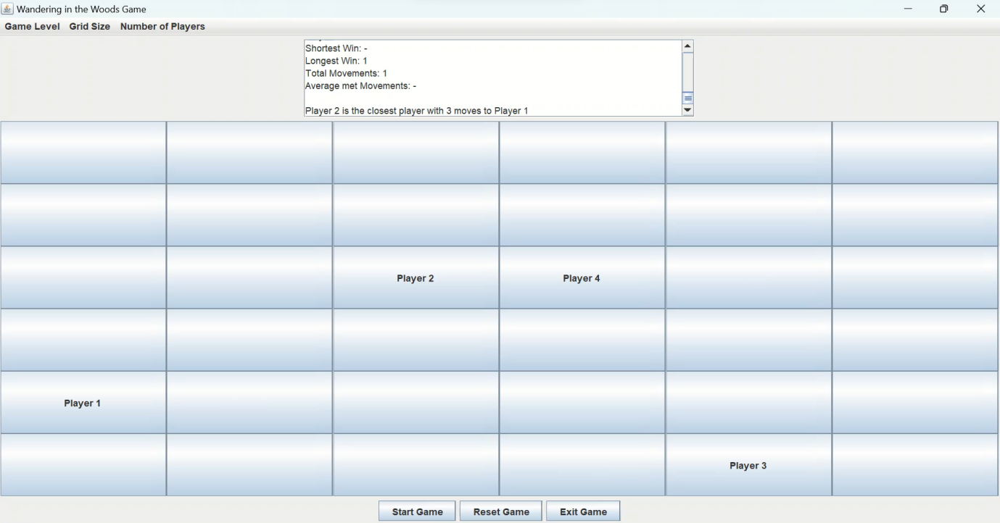 Wandering in the Woods Game
Game Level Grid Size Number of Players
Shortest Win: -
Longest Win: 1
Total Movements: 1
Average met Movements: -
Player 2 is the closest player with 3 moves to Player 1
Player 2 Player 4
Player 1
Player 3
Start Game Reset Game Exit Game